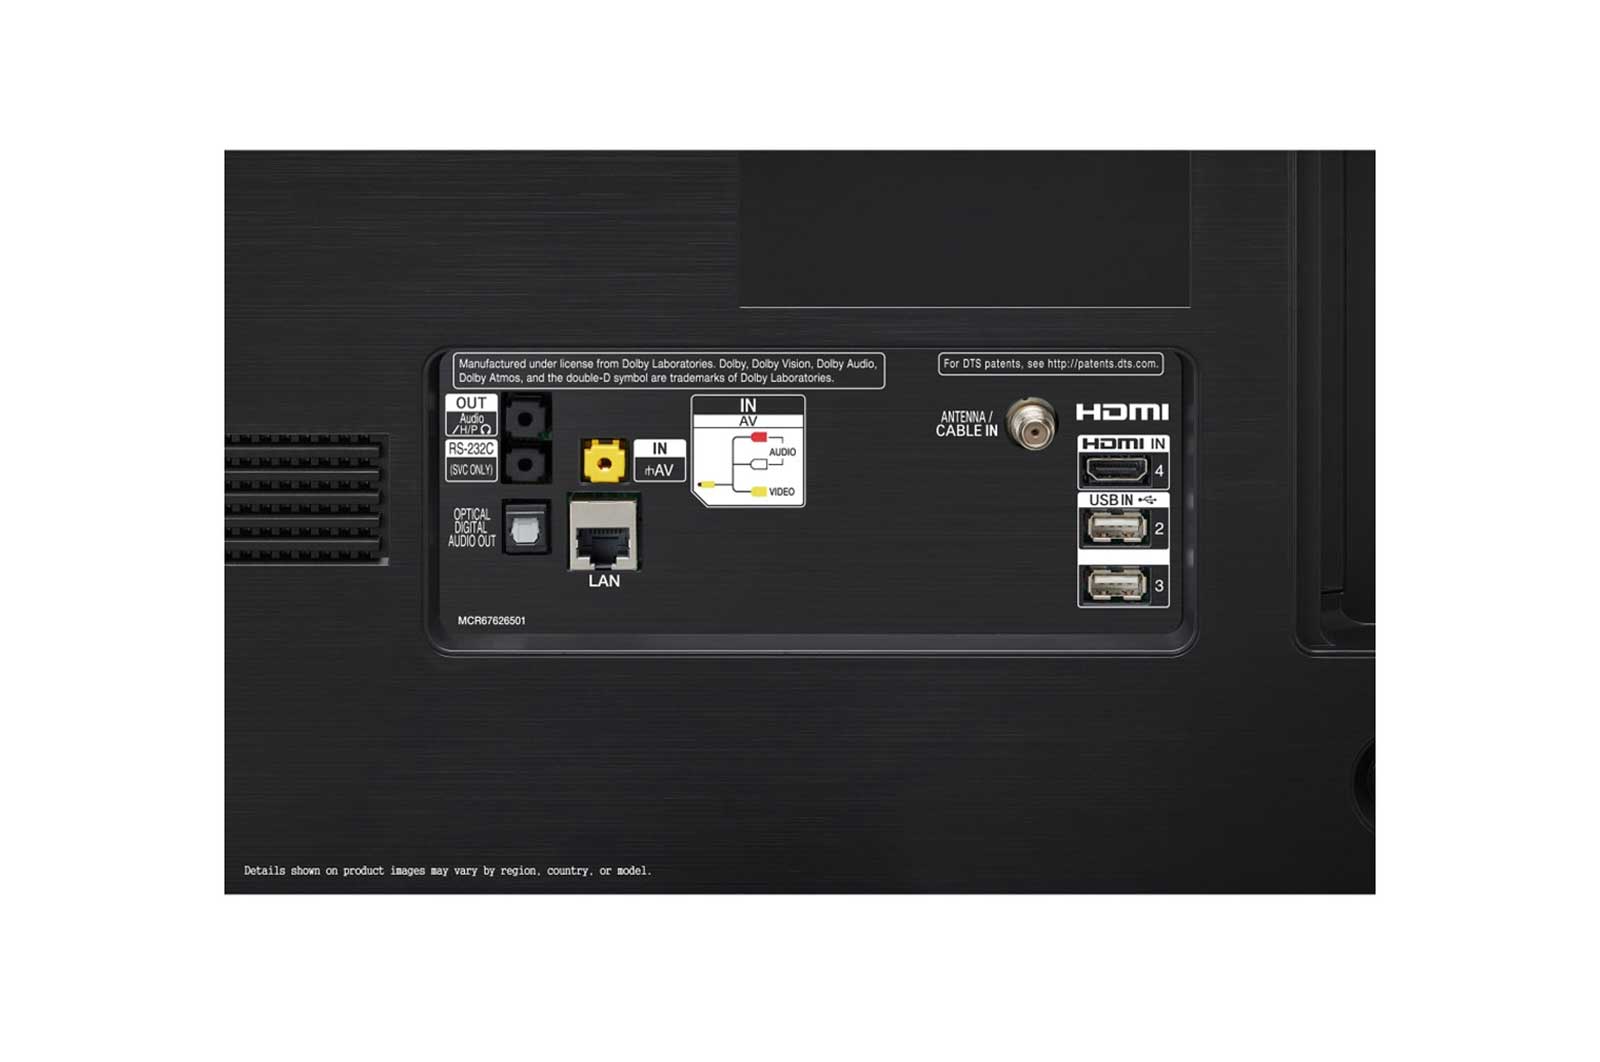 Manufactured under license from Dolby Laboratories. Dolby, Dolby Vision, Dolby Audio,
Dolby Atmos, and the double-D symbol are trademarks of Dolby Laboratories.
For DTS patents, see http://patents.dts.com.
OUT
Audio
/H/P
RS-232C
(SVC ONLY)
OPTICAL
DIGITAL
AUDIO OUT
IN
AV
LAN
IN
AV
AUDIO
VIDEO
ANTENNA /
CABLE IN
HDMI
HDMI IN
4
USB IN
2
3
MCR67626501
Details shown on product images may vary by region, country, or model.